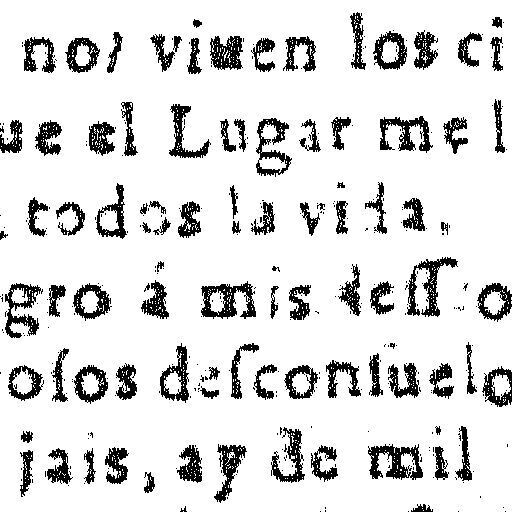 no, viuen los ci
ue el Lugar me l
todos la vida.
gro á mis deſſ o
oſos deſconſuelo
jais, ay de mil